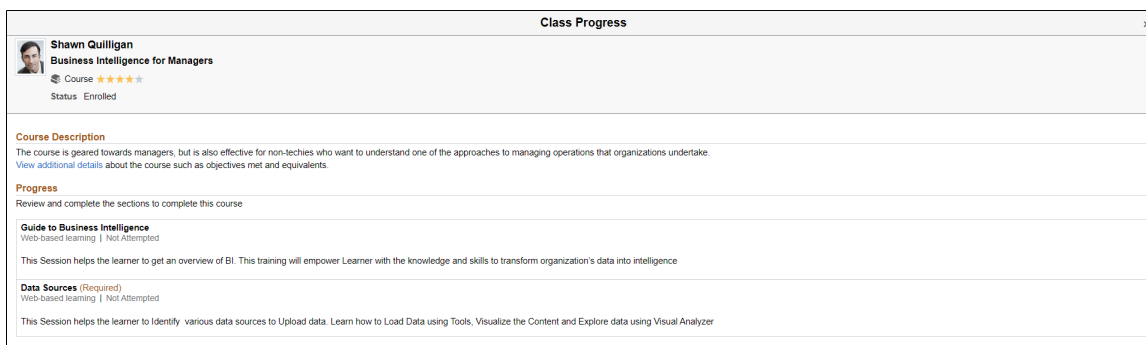 Class Progress
Shawn Quilligan
Business Intelligence for Managers
Course
Status Enrolled
Course Description
The course is geared towards managers, but is also effective for non-techies who want to understand one of the approaches to managing operations that organizations undertake.
View additional details about the course such as objectives met and equivalents.
Progress
Review and complete the sections to complete this course
Guide to Business Intelligence
Web-based learning | Not Attempted
This Session helps the learner to get an overview of BI. This training will empower Learner with the knowledge and skills to transform organization's data into intelligence
Data Sources (Required)
Web-based learning | Not Attempted
This Session helps the learner to Identify various data sources to Upload data. Learn how to Load Data using Tools, Visualize the Content and Explore data using Visual Analyzer